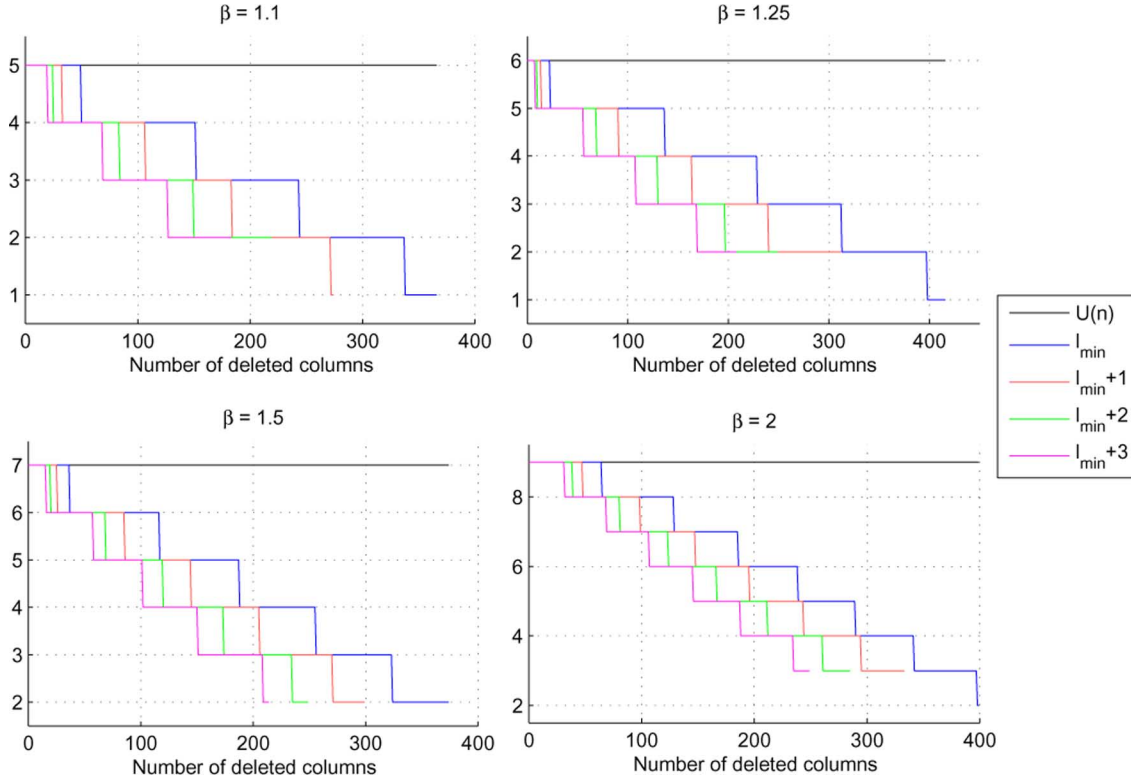 β = 1.1
5
4
3
2
1
0 100 200 300 400
Number of deleted columns
β = 1.25
6
5
4
3
2
1
0 100 200 300 400
Number of deleted columns
U(n)
l_min
l_min+1
l_min+2
l_min+3
β = 1.5
7
6
5
4
3
2
0 100 200 300 400
Number of deleted columns
β = 2
8
6
4
2
0 100 200 300 400
Number of deleted columns